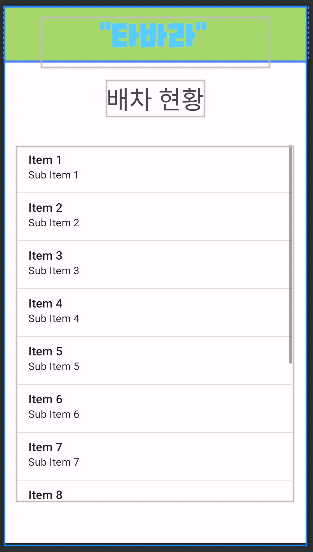 "타바라"
배차 현황
Item 1
Sub Item 1
Item 2
Sub Item 2
Item 3
Sub Item 3
Item 4
Sub Item 4
Item 5
Sub Item 5
Item 6
Sub Item 6
Item 7
Sub Item 7
Item 8